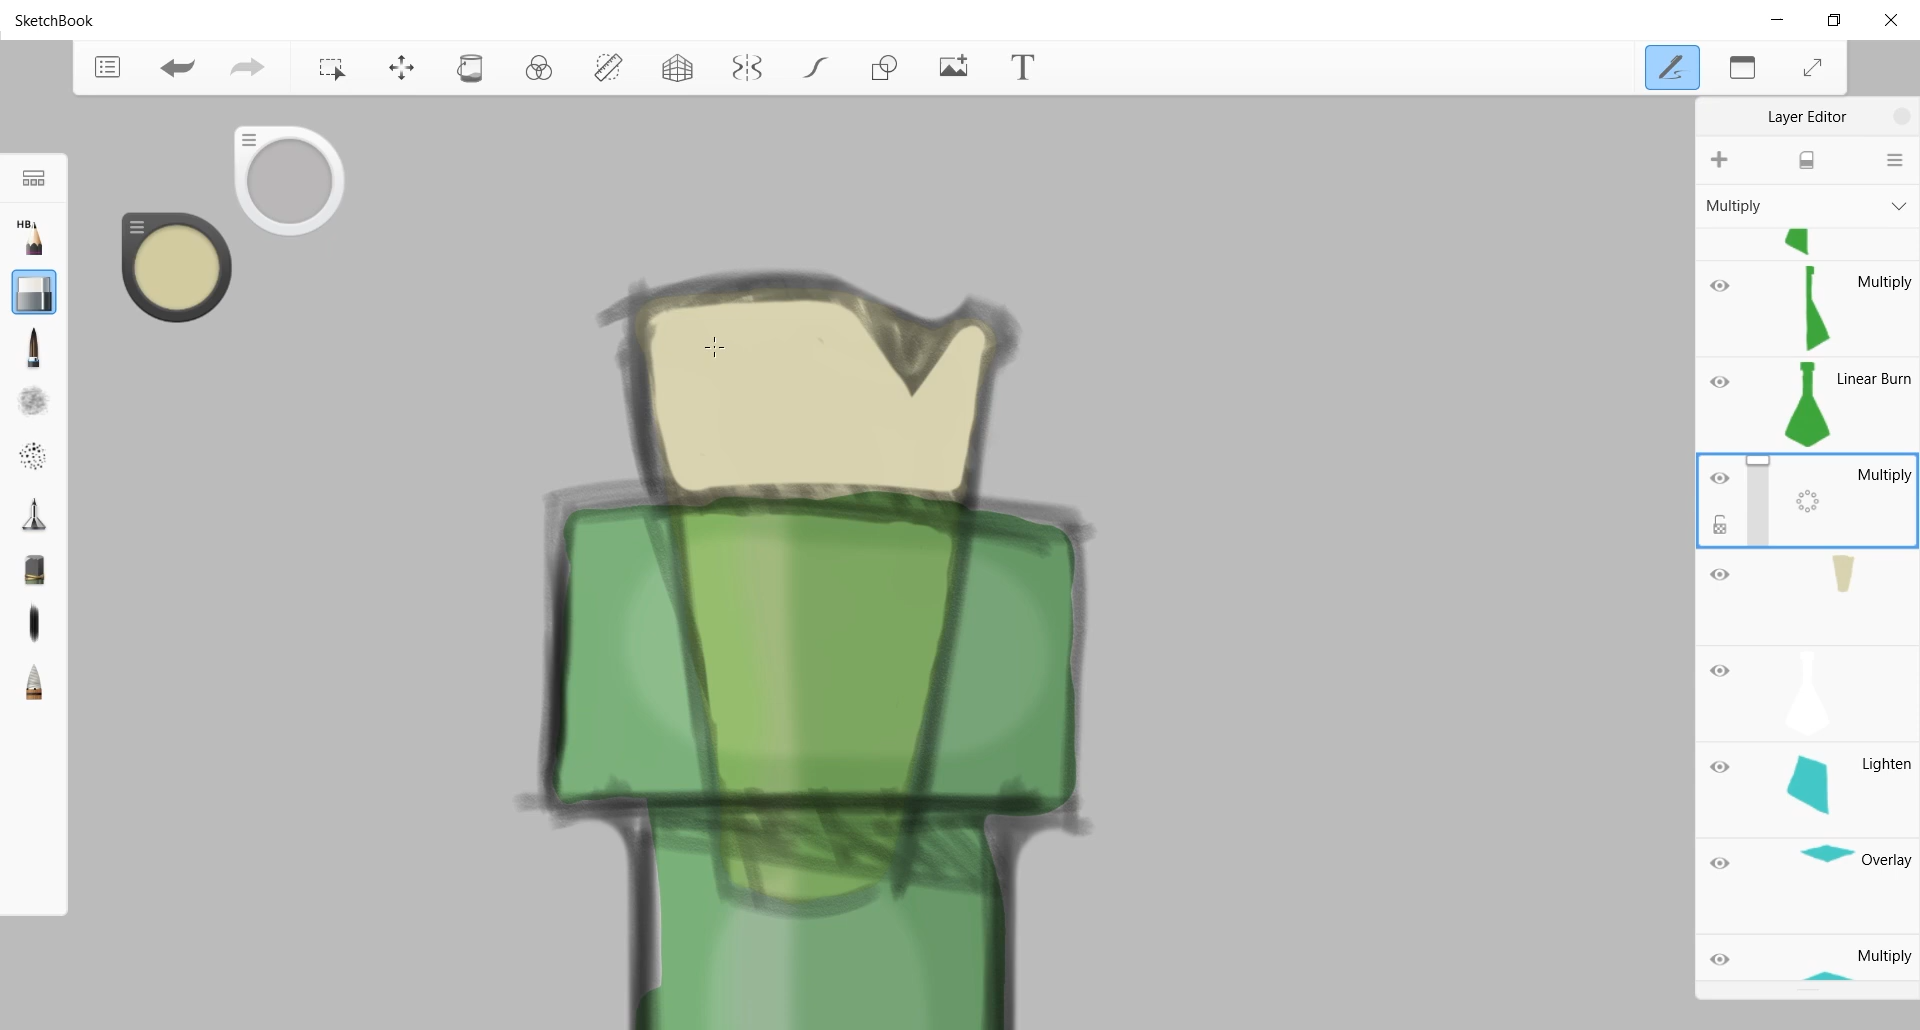 SketchBook
T
Layer Editor
Multiply
HB
Multiply
Linear Burn
Multiply
Lighten
Overlay
Multiply